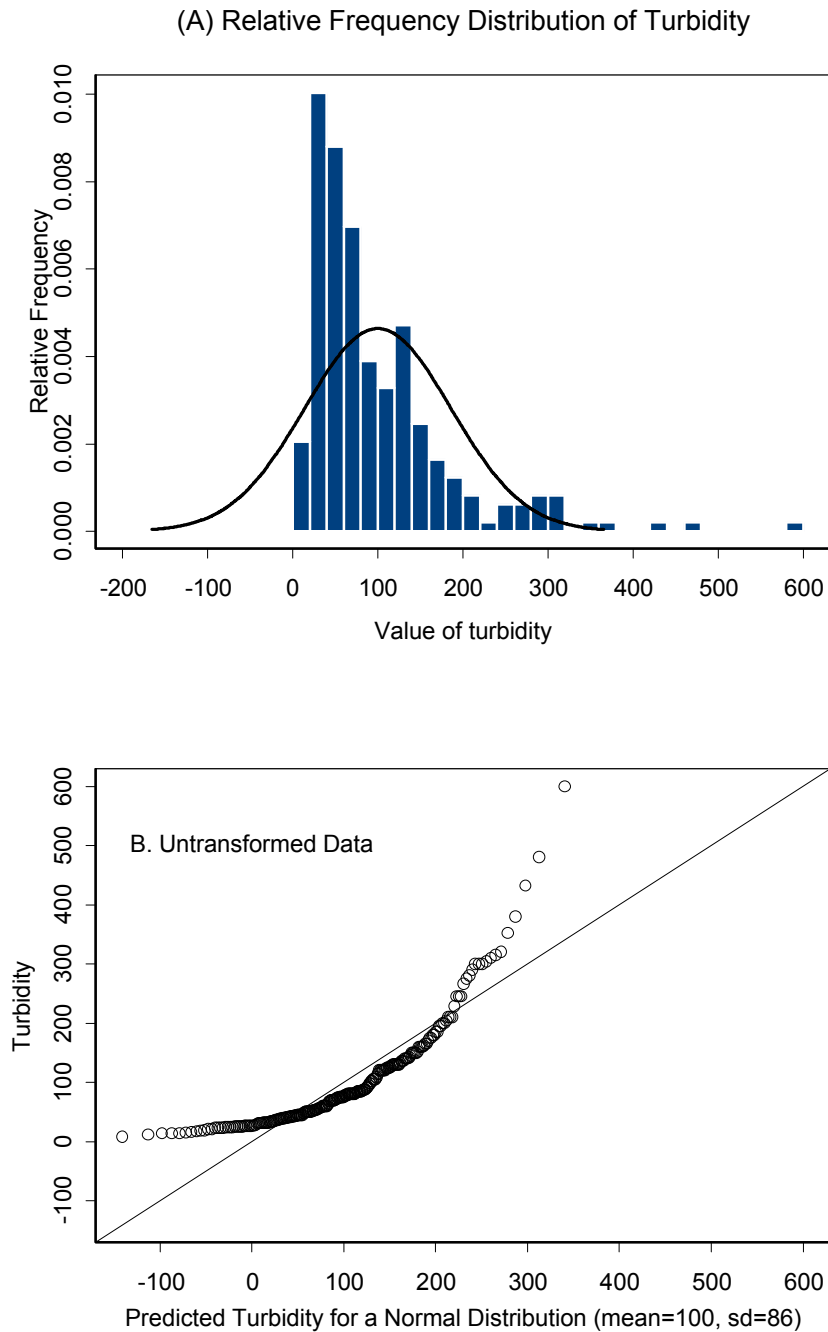 (A) Relative Frequency Distribution of Turbidity
Relative Frequency
0.010
0.008
0.006
0.004
0.002
0.000
-200 -100 0 100 200 300 400 500 600
Value of turbidity
B. Untransformed Data
Turbidity
600
500
400
300
200
100
0
-100
-100 0 100 200 300 400 500 600
Predicted Turbidity for a Normal Distribution (mean=100, sd=86)